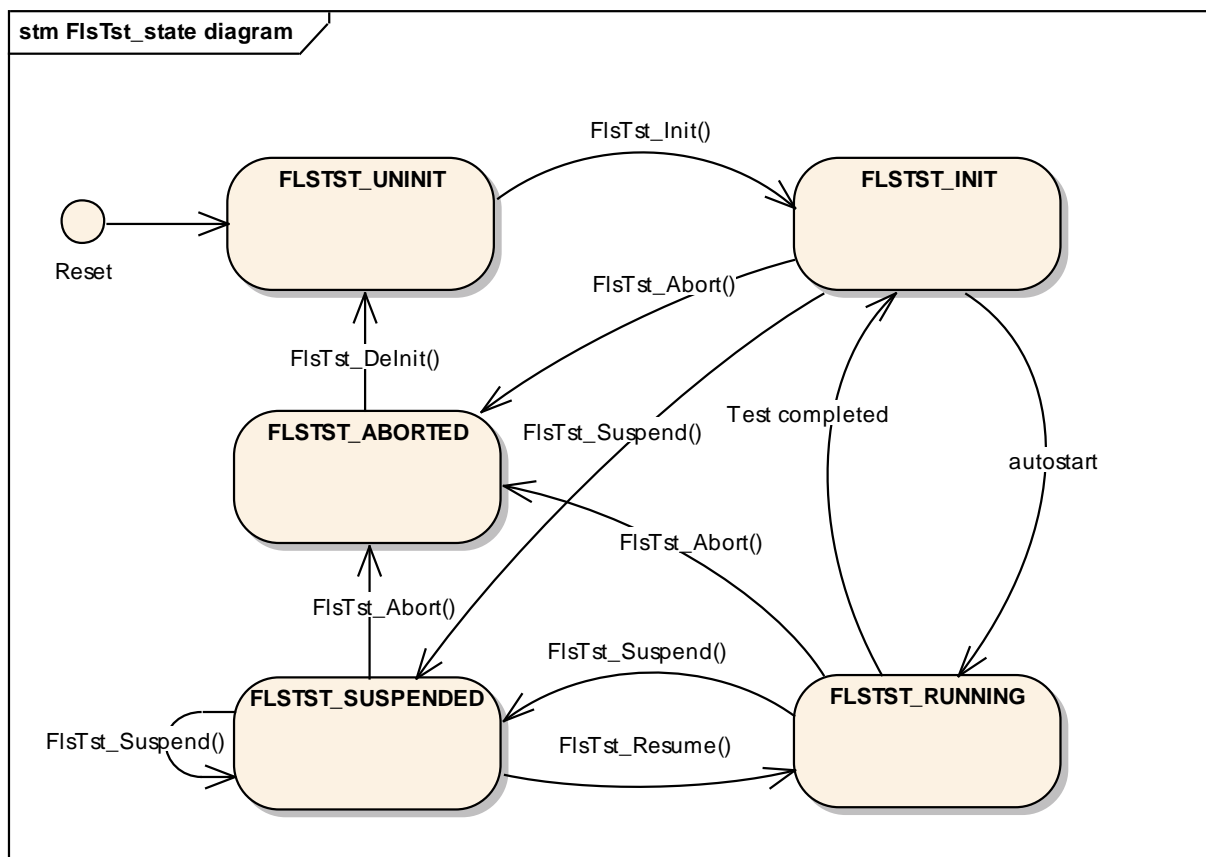 stm FlsTst_state diagram
FlsTst_Init()
FLSTST_UNINIT
FLSTST_INIT
Reset
FlsTst_Abort()
FlsTst_DeInit()
FLSTST_ABORTED
FlsTst_Suspend()
Test completed
autostart
FlsTst_Abort()
FlsTst_Abort()
FlsTst_Suspend()
FLSTST_SUSPENDED
FLSTST_RUNNING
FlsTst_Suspend()
FlsTst_Resume()